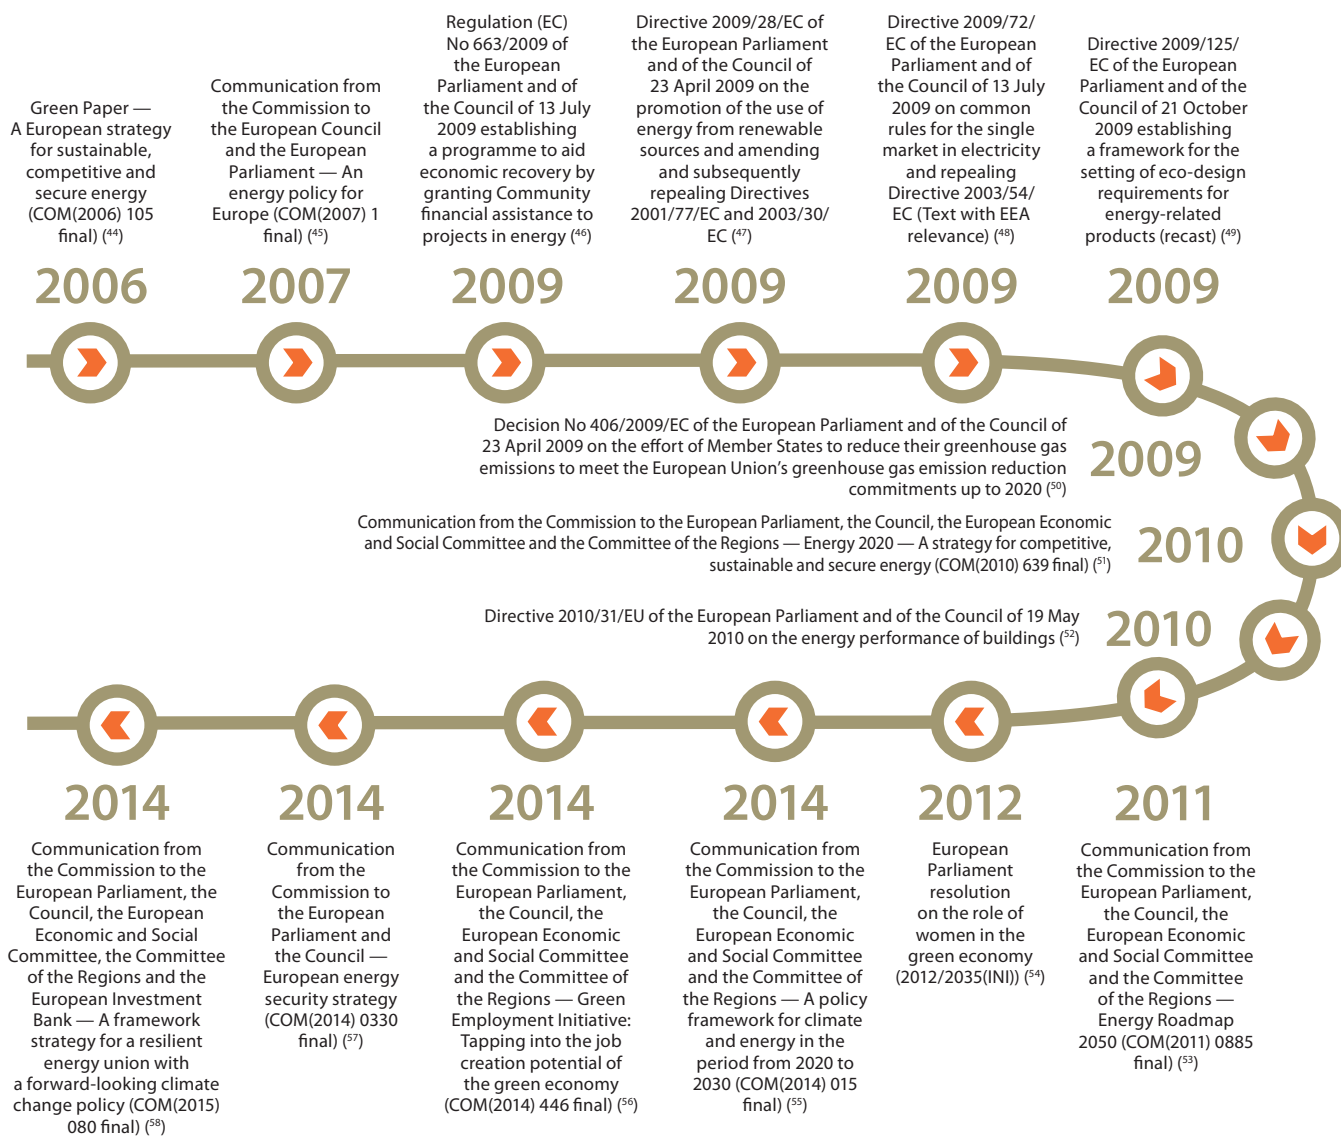 Green Paper —
A European strategy
for sustainable,
competitive and
secure energy
(COM(2006) 105
final) (44)
2006
Communication from
the Commission to
the European Council
and the European
Parliament — An
energy policy for
Europe (COM(2007) 1
final) (45)
2007
Regulation (EC)
No 663/2009 of
the European
Parliament and of
the Council of 13 July
2009 establishing
a programme to aid
economic recovery by
granting Community
financial assistance to
projects in energy (46)
2009
Directive 2009/28/EC of
the European Parliament
and of the Council of
23 April 2009 on the
promotion of the use of
energy from renewable
sources and amending
and subsequently
repealing Directives
2001/77/EC and 2003/30/
EC (47)
2009
Directive 2009/72/
EC of the European
Parliament and of
the Council of 13 July
2009 on common
rules for the single
market in electricity
and repealing
Directive 2003/54/
EC (Text with EEA
relevance) (48)
2009
Directive 2009/125/
EC of the European
Parliament and of the
Council of 21 October
2009 establishing
a framework for the
setting of eco-design
requirements for
energy-related
products (recast) (49)
2009
Decision No 406/2009/EC of the European Parliament and of the Council of
23 April 2009 on the effort of Member States to reduce their greenhouse gas
emissions to meet the European Union's greenhouse gas emission reduction
commitments up to 2020 (50)
2009
Communication from the Commission to the European Parliament, the Council, the European Economic
and Social Committee and the Committee of the Regions — Energy 2020 — A strategy for competitive,
sustainable and secure energy (COM(2010) 639 final) (51)
2010
Directive 2010/31/EU of the European Parliament and of the Council of 19 May
2010 on the energy performance of buildings (52)
2010
2011
Communication from
the Commission to the
European Parliament,
the Council, the
European Economic
and Social Committee
and the Committee
of the Regions —
Energy Roadmap
2050 (COM(2011) 0885
final) (53)
2012
European
Parliament
resolution
on the role of
women in the
green economy
(2012/2035(INI)) (54)
2014
Communication from
the Commission to the
European Parliament,
the Council, the
European Economic
and Social Committee
and the Committee of
the Regions — A policy
framework for climate
and energy in the
period from 2020 to
2030 (COM(2014) 015
final) (55)
2014
Communication from
the Commission to the
European Parliament,
the Council, the
European Economic
and Social Committee
and the Committee of
the Regions — Green
Employment Initiative:
Tapping into the job
creation potential of
the green economy
(COM(2014) 446 final) (56)
2014
Communication
from the
Commission to
the European
Parliament and
the Council —
European energy
security strategy
(COM(2014) 0330
final) (57)
2014
Communication from
the Commission to the
European Parliament, the
Council, the European
Economic and Social
Committee, the Committee
of the Regions and the
European Investment
Bank — A framework
strategy for a resilient
energy union with
a forward-looking climate
change policy (COM(2015)
080 final) (58)